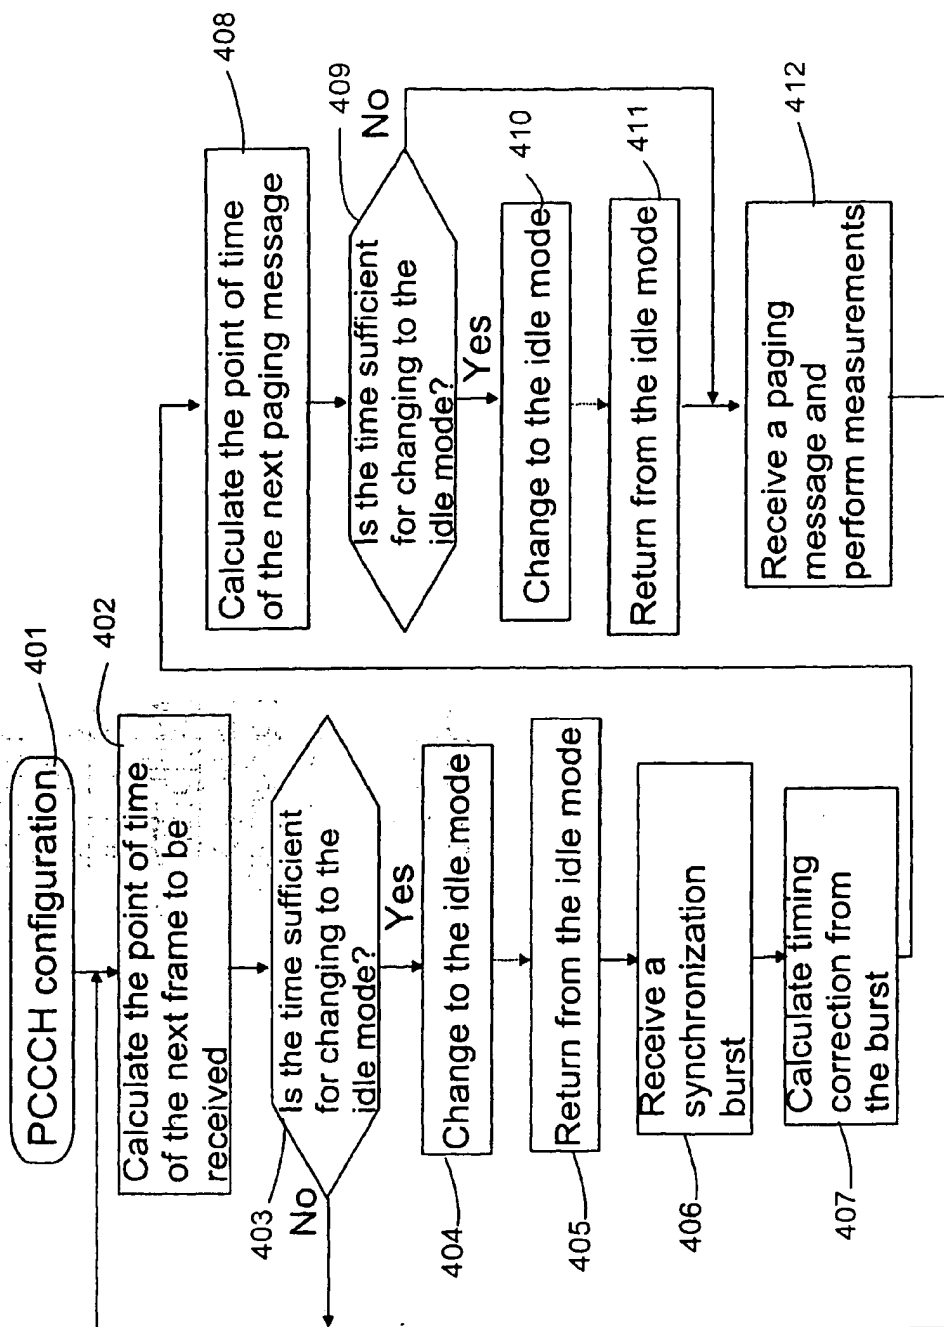 PCCCH configuration
401
402
Calculate the point of time
of the next frame to be
received
403
Is the time sufficient
for changing to the
idle mode?
No
Yes
404
Change to the idle mode
405
Return from the idle mode
406
Receive a
synchronization
burst
407
Calculate timing
correction from
the burst
408
Calculate the point of time
of the next paging message
409
Is the time sufficient
for changing to the
idle mode?
No
Yes
410
Change to the idle mode
411
Return from the idle mode
412
Receive a paging
message and
perform measurements